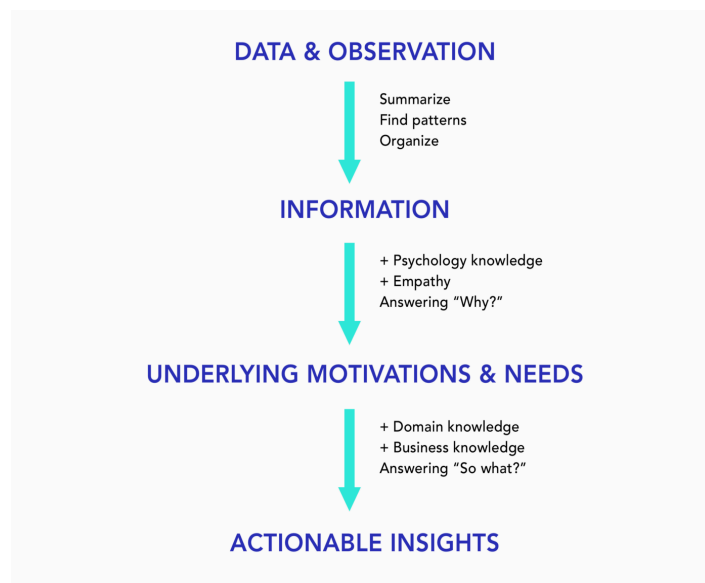 DATA & OBSERVATION
Summarize
Find patterns
Organize
INFORMATION
+ Psychology knowledge
+ Empathy
Answering “Why?”
UNDERLYING MOTIVATIONS & NEEDS
+ Domain knowledge
+ Business knowledge
Answering “So what?”
ACTIONABLE INSIGHTS